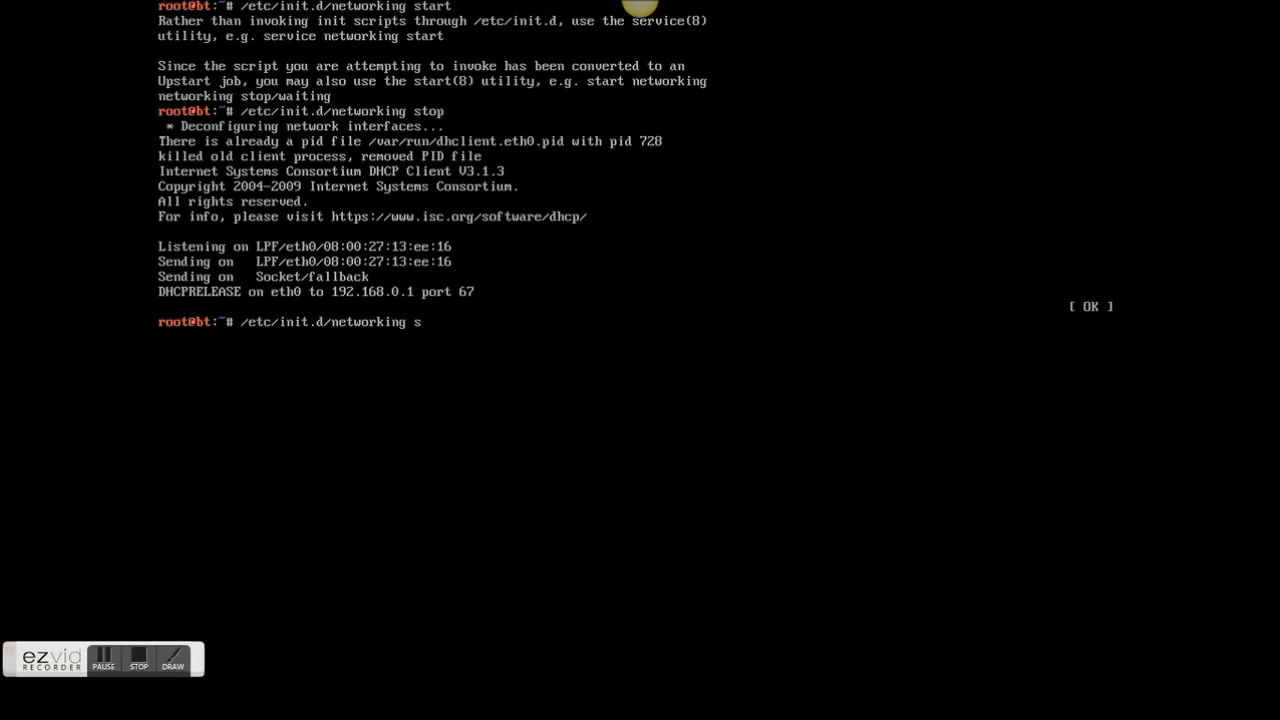 root@bt:~# /etc/init.d/networking start
Rather than invoking init scripts through /etc/init.d, use the service(8)
utility, e.g. service networking start
Since the script you are attempting to invoke has been converted to an
Upstart job, you may also use the start(8) utility, e.g. start networking
networking stop/waiting
root@bt:~# /etc/init.d/networking stop
 * Deconfiguring network interfaces...
There is already a pid file /var/run/dhclient.eth0.pid with pid 728
killed old client process, removed PID file
Internet Systems Consortium DHCP Client V3.1.3
Copyright 2004-2009 Internet Systems Consortium.
All rights reserved.
For info, please visit https://www.isc.org/software/dhcp/
Listening on LPF/eth0/08:00:27:13:ee:16
Sending on   LPF/eth0/08:00:27:13:ee:16
Sending on   Socket/fallback
DHCPRELEASE on eth0 to 192.168.0.1 port 67
[ OK ]
root@bt:~# /etc/init.d/networking s
ezvid
RECORDER
PAUSE
STOP
DRAW